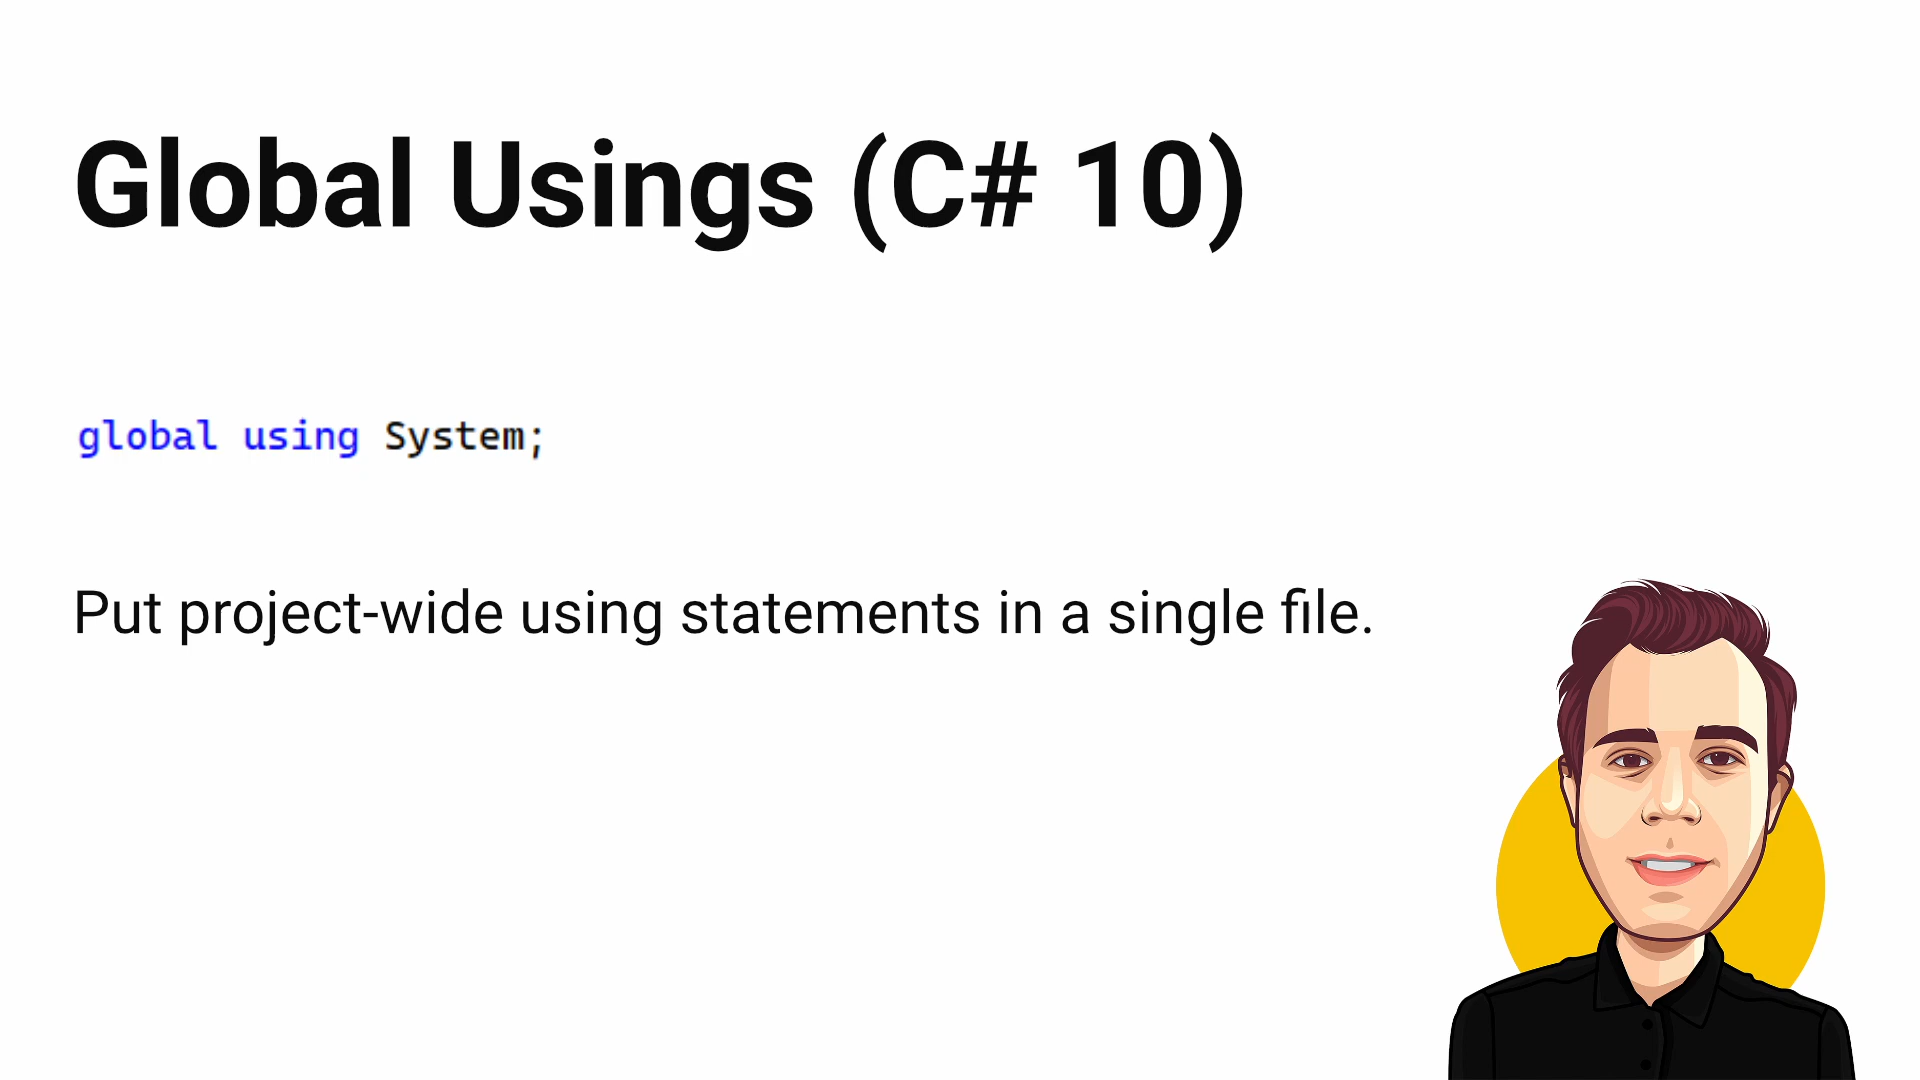 Global Usings (C# 10)
global using System;
Put project-wide using statements in a single file.